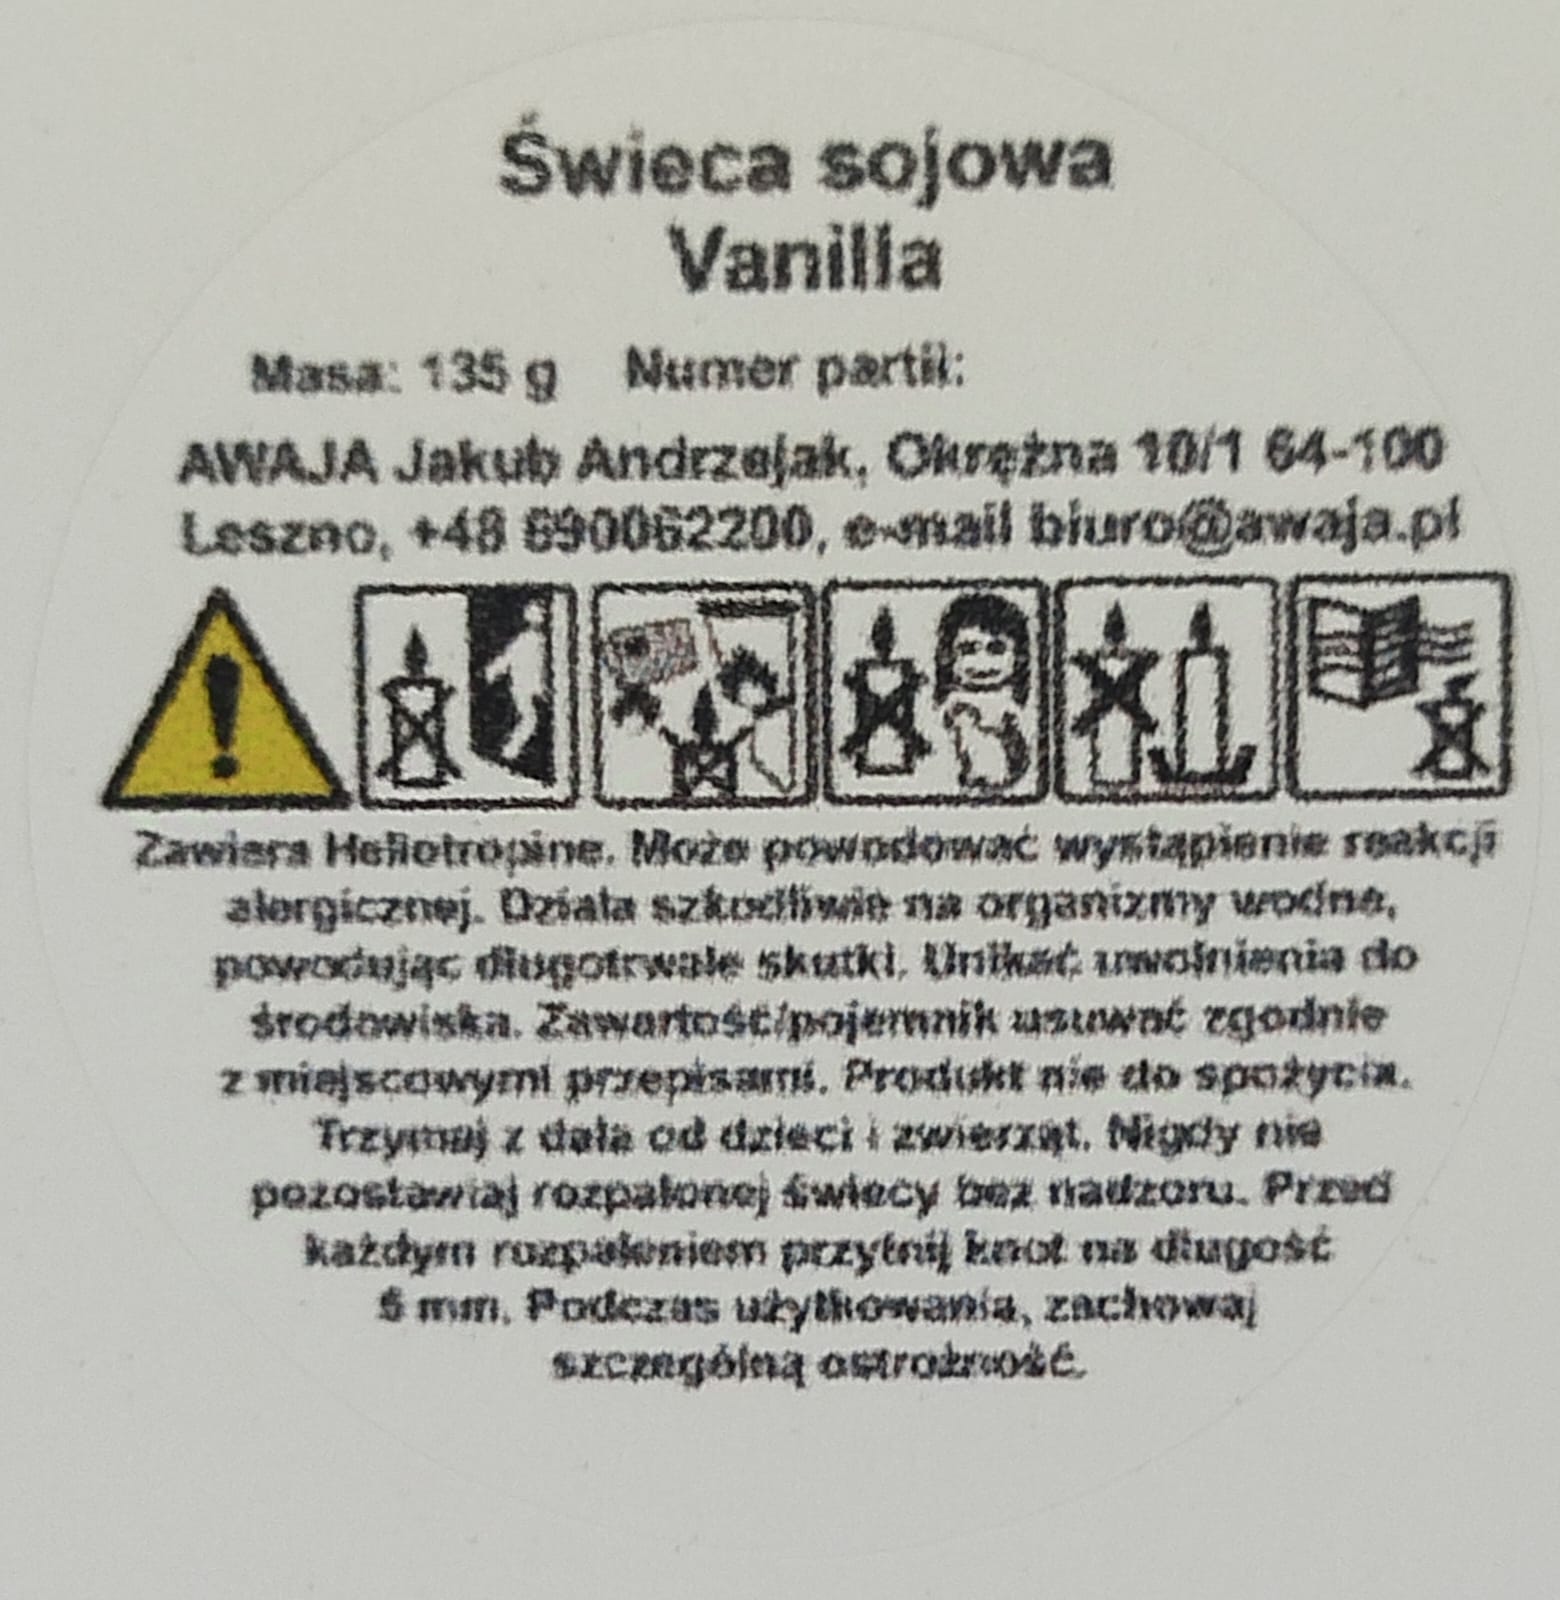 Świeca sojowa
Vanilla
Masa: 135 g Numer partii:
AWAJA Jakub Andrzejak, Okrężna 10/1 64-100
Leszno, +48 690062200, e-mail biuro@awaja.pl
Zawiera Heliotropine. Może powodować wystąpienie reakcji
alergicznej. Działa szkodliwie na organizmy wodne,
powodując długotrwałe skutki. Unikać uwolnienia do
środowiska. Zawartość/pojemnik usuwać zgodnie
z miejscowymi przepisami. Produkt nie do spożycia.
Trzymaj z dala od dzieci i zwierząt. Nigdy nie
pozostawiaj rozpalonej świecy bez nadzoru. Przed
każdym rozpaleniem przytnij knot na długość
5 mm. Podczas użytkowania, zachowaj
szczególną ostrożność.